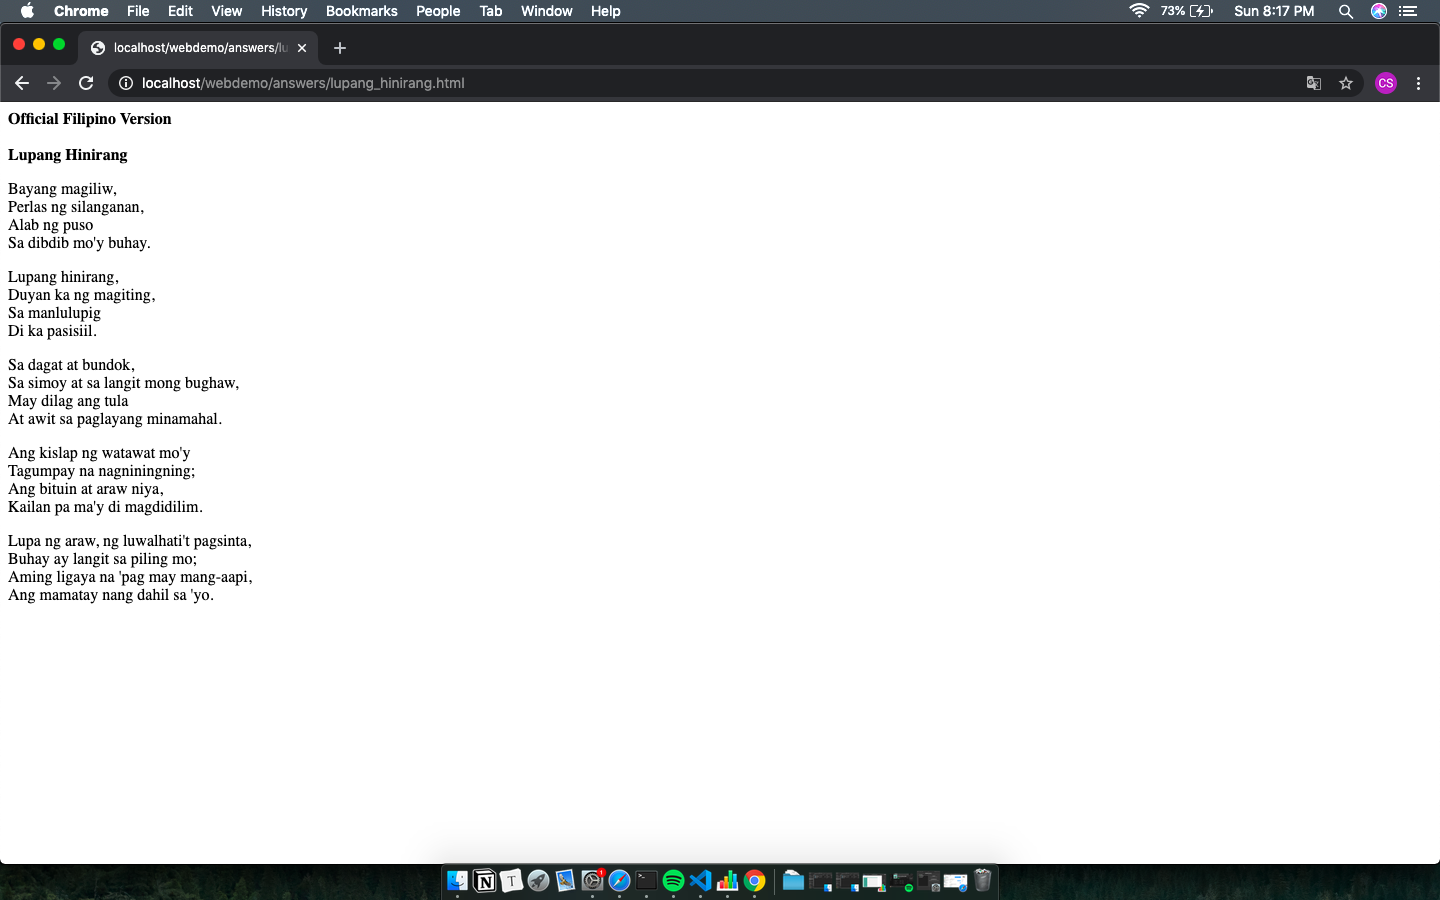 Chrome File Edit View History Bookmarks People Tab Window Help 73% Sun 8:17 PM
localhost/webdemo/answers/lu
localhost/webdemo/answers/lupang_hinirang.html CS
Official Filipino Version
Lupang Hinirang
Bayang magiliw,
Perlas ng silanganan,
Alab ng puso
Sa dibdib mo'y buhay.
Lupang hinirang,
Duyan ka ng magiting,
Sa manlulupig
Di ka pasisiil.
Sa dagat at bundok,
Sa simoy at sa langit mong bughaw,
May dilag ang tula
At awit sa paglayang minamahal.
Ang kislap ng watawat mo'y
Tagumpay na nagniningning;
Ang bituin at araw niya,
Kailan pa ma'y di magdidilim.
Lupa ng araw, ng luwalhati't pagsinta,
Buhay ay langit sa piling mo;
Aming ligaya na 'pag may mang-aapi,
Ang mamatay nang dahil sa 'yo.
N T 1